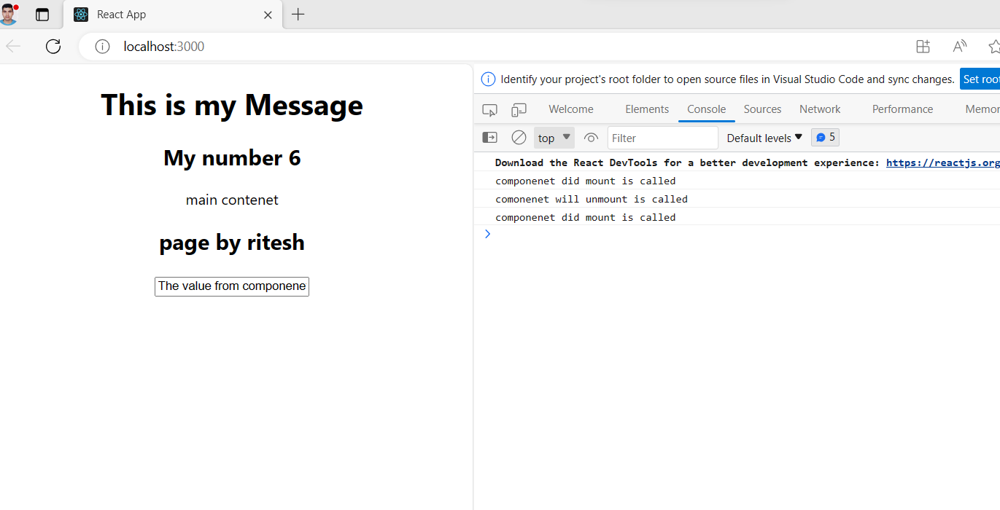 React App
localhost:3000
This is my Message
My number 6
main contenet
page by ritesh
The value from componene
Identify your project's root folder to open source files in Visual Studio Code and sync changes. Set root
Welcome Elements Console Sources Network Performance Memor
top Filter Default levels 5
Download the React DevTools for a better development experience: https://reactjs.org
componenet did mount is called
comonenet will unmount is called
componenet did mount is called